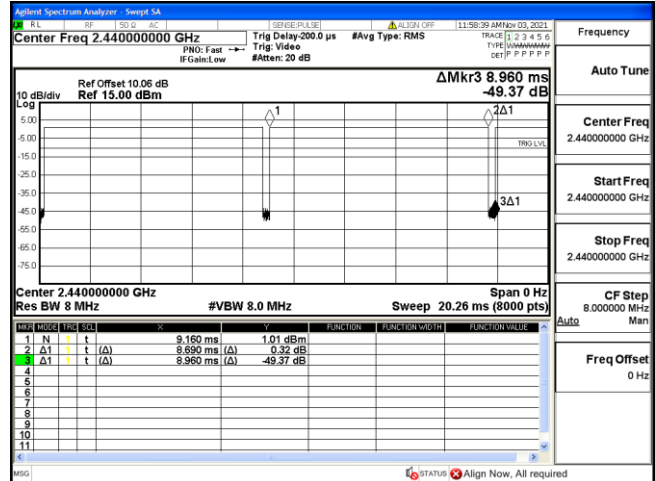 Agilent Spectrum Analyzer - Swept SA
RL RF 50 Ω AC SENSE:PULSE ALIGN OFF 11:58:39 AM Nov 03, 2021
Center Freq 2.440000000 GHz
PNO: Fast
IFGain:Low
Trig Delay-200.0 µs
Trig: Video
#Atten: 20 dB
#Avg Type: RMS
TRACE 1 2 3 4 5 6
TYPE
DET P P P P P P
Ref Offset 10.06 dB
10 dB/div Ref 15.00 dBm
Log
ΔMkr3 8.960 ms
-49.37 dB
5.00
-5.00
-15.0
-25.0
-35.0
-45.0
-55.0
-65.0
-75.0
1
2Δ1
TRIG LVL
3Δ1
Center 2.440000000 GHz Span 0 Hz
Res BW 8 MHz #VBW 8.0 MHz Sweep 20.26 ms (8000 pts)
MKR MODE TRC SCL X Y FUNCTION FUNCTION WIDTH FUNCTION VALUE
1 N 1 t 9.160 ms 1.01 dBm
2 Δ1 1 t (Δ) 8.690 ms (Δ) 0.32 dB
3 Δ1 1 t (Δ) 8.960 ms (Δ) -49.37 dB
4
5
6
7
8
9
10
11
MSG STATUS Align Now, All required
Frequency
Auto Tune
Center Freq
2.440000000 GHz
Start Freq
2.440000000 GHz
Stop Freq
2.440000000 GHz
CF Step
8.000000 MHz
Auto Man
Freq Offset
0 Hz